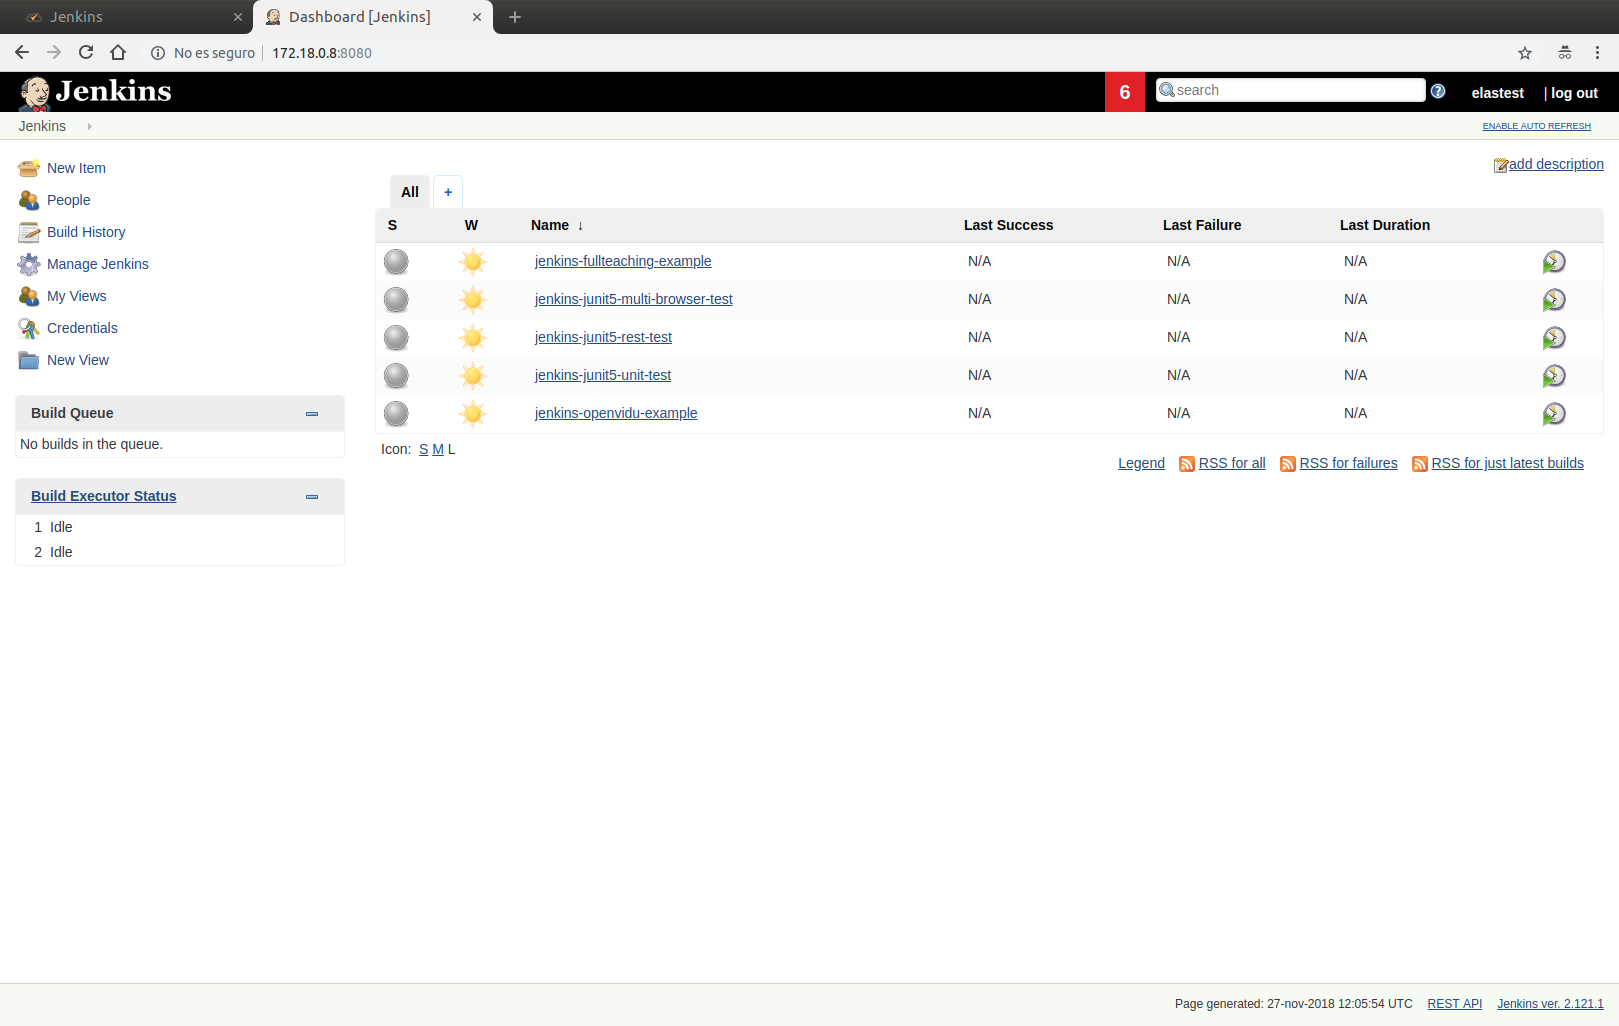 Jenkins
Dashboard [Jenkins]
No es seguro | 172.18.0.8:8080
Jenkins
6
search
elastest
| log out
Jenkins
ENABLE AUTO REFRESH
New Item
People
Build History
Manage Jenkins
My Views
Credentials
New View
Build Queue
No builds in the queue.
Build Executor Status
1 Idle
2 Idle
add description
All +
S W Name ↓ Last Success Last Failure Last Duration
jenkins-fullteaching-example N/A N/A N/A
jenkins-junit5-multi-browser-test N/A N/A N/A
jenkins-junit5-rest-test N/A N/A N/A
jenkins-junit5-unit-test N/A N/A N/A
jenkins-openvidu-example N/A N/A N/A
Icon: S M L
Legend RSS for all RSS for failures RSS for just latest builds
Page generated: 27-nov-2018 12:05:54 UTC REST API Jenkins ver. 2.121.1